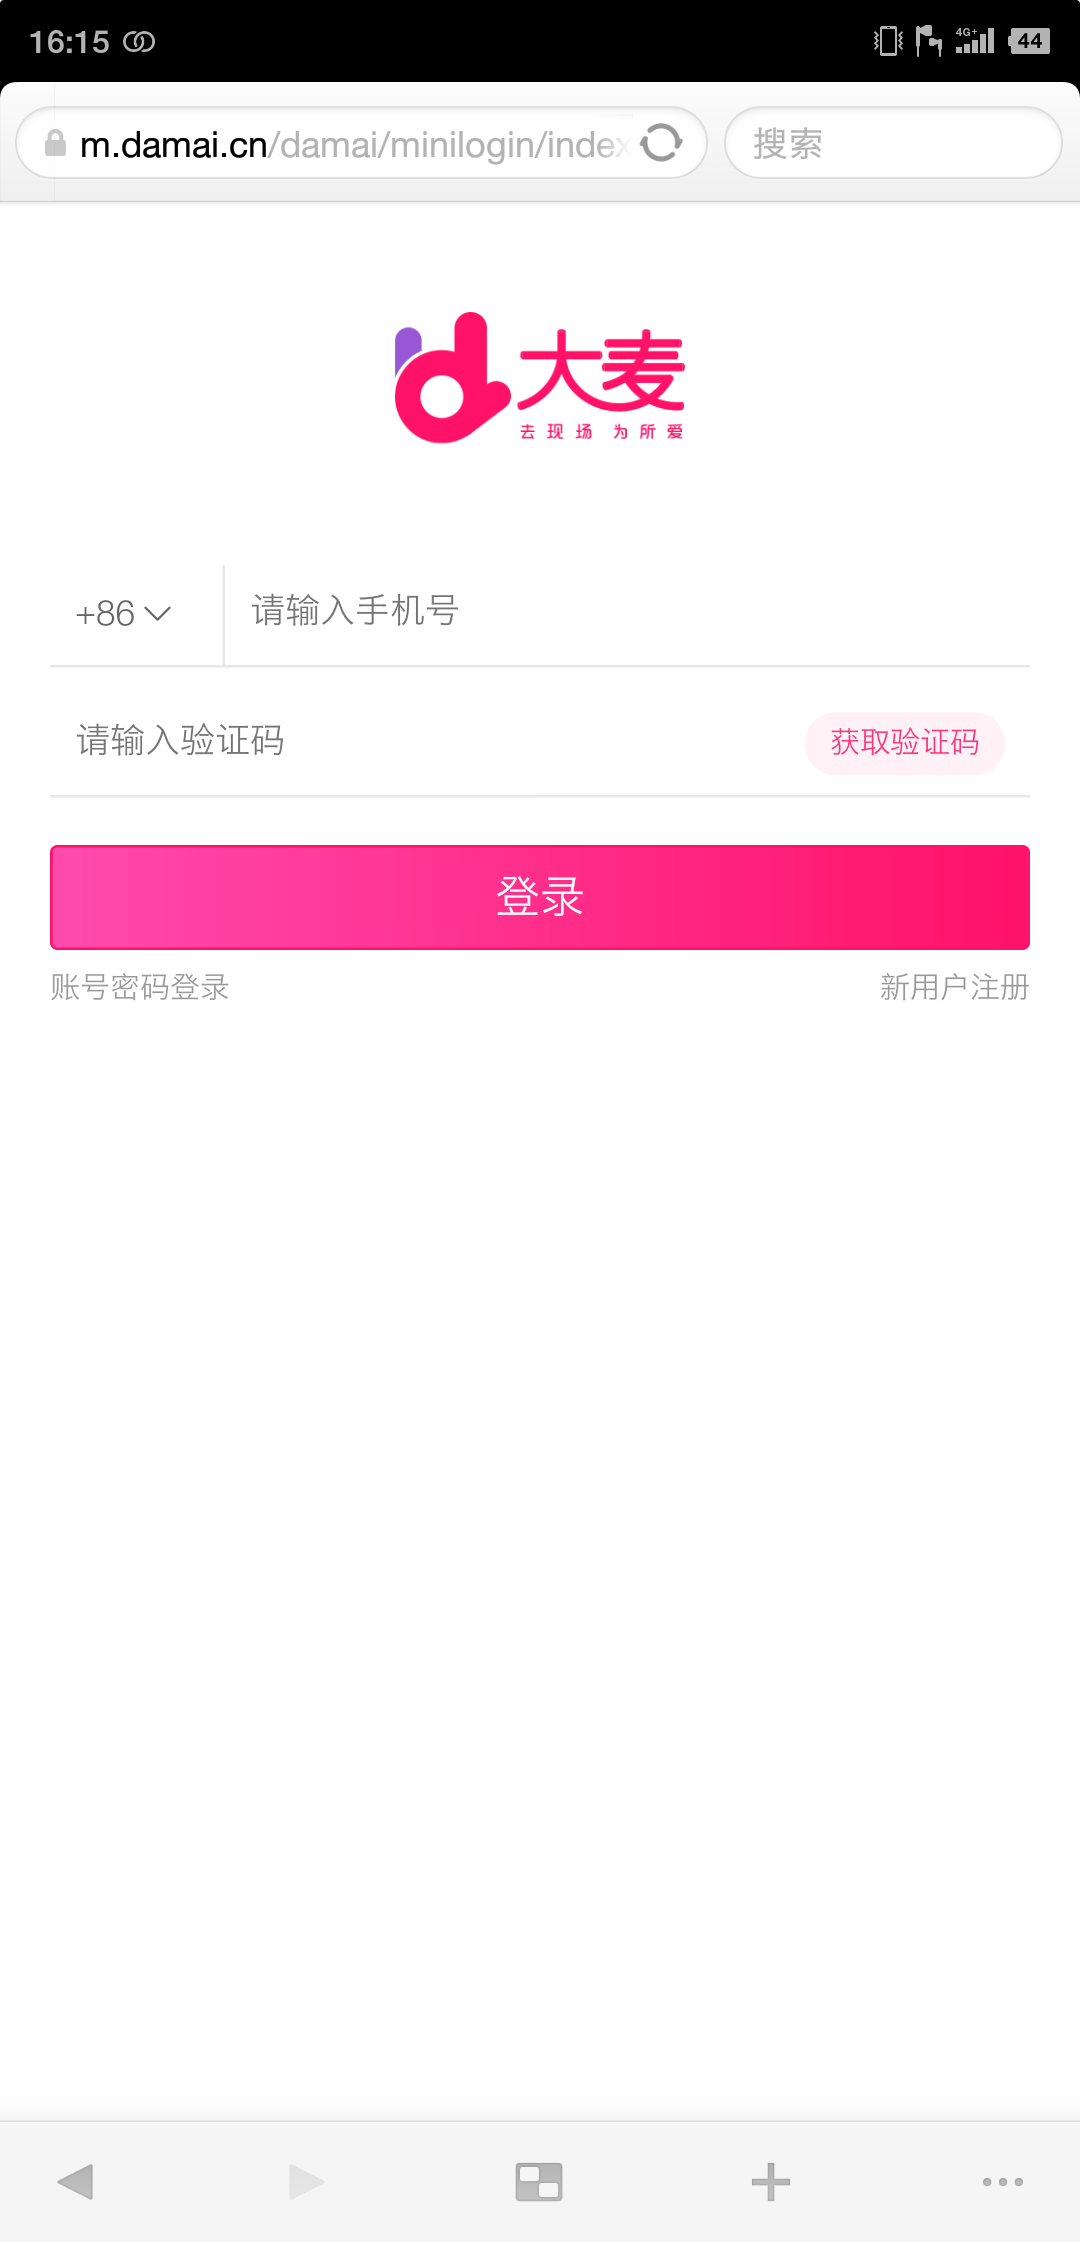 16:15
4G+
44
m.damai.cn/damai/minilogin/index
搜索
大麦
去现场 为所爱
+86
请输入手机号
请输入验证码
获取验证码
登录
账号密码登录
新用户注册